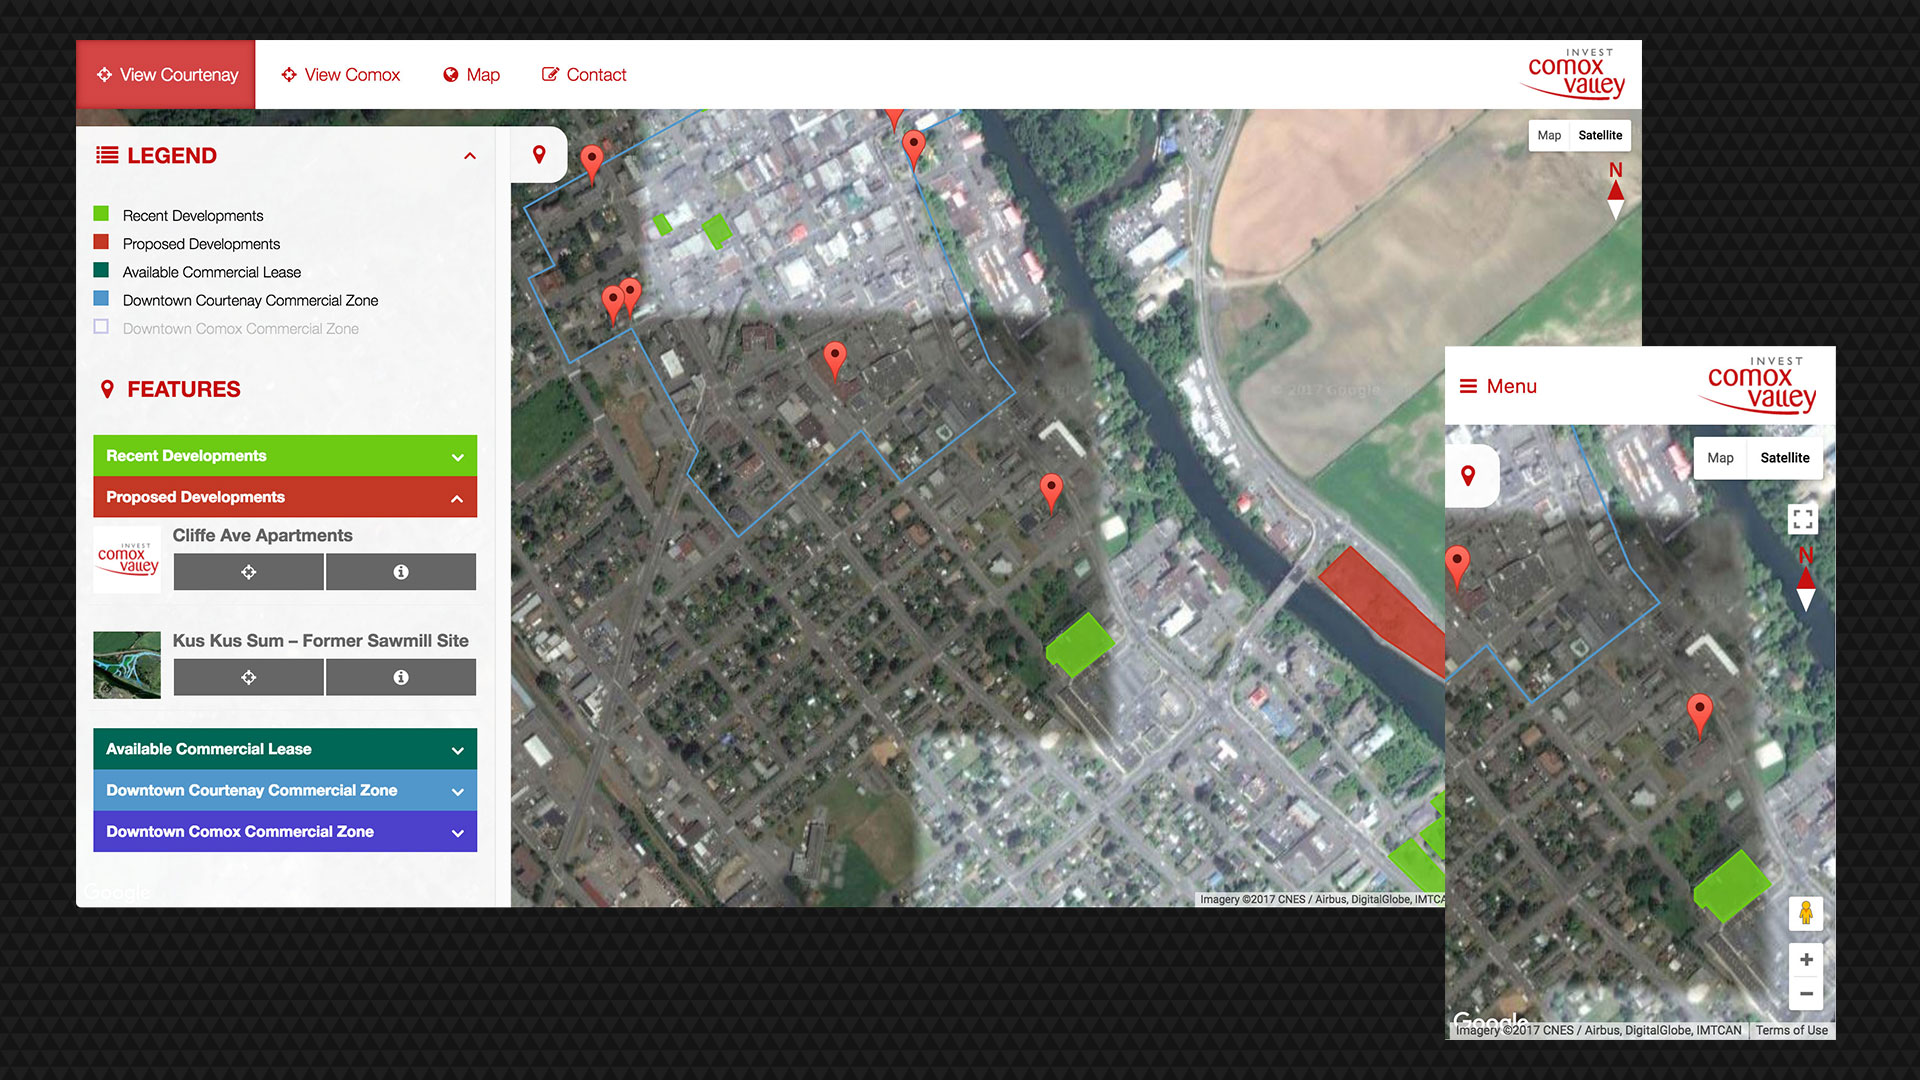 View Courtenay
View Comox
Map
Contact
INVEST
comox
valley
LEGEND
Recent Developments
Proposed Developments
Available Commercial Lease
Downtown Courtenay Commercial Zone
Downtown Comox Commercial Zone
FEATURES
Recent Developments
Proposed Developments
INVEST
comox
valley
Cliffe Ave Apartments
Kus Kus Sum – Former Sawmill Site
Available Commercial Lease
Downtown Courtenay Commercial Zone
Downtown Comox Commercial Zone
Google
Map Satellite
N
© 2017 Google
Imagery ©2017 CNES / Airbus, DigitalGlobe, IMTCA
Menu
INVEST
comox
valley
Map Satellite
N
Google
Imagery ©2017 CNES / Airbus, DigitalGlobe, IMTCAN Terms of Use